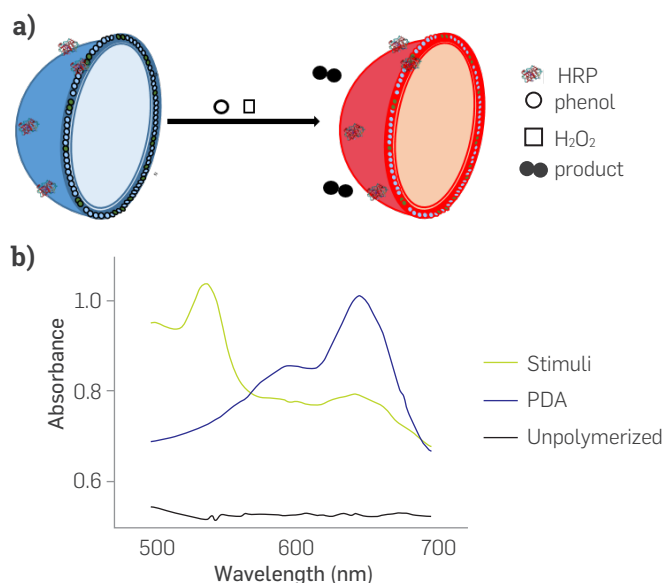 a)
HRP
phenol
H₂O₂
product
b)
1.0
0.8
0.6
Absorbance
500 600 700
Wavelength (nm)
Stimuli
PDA
Unpolymerized